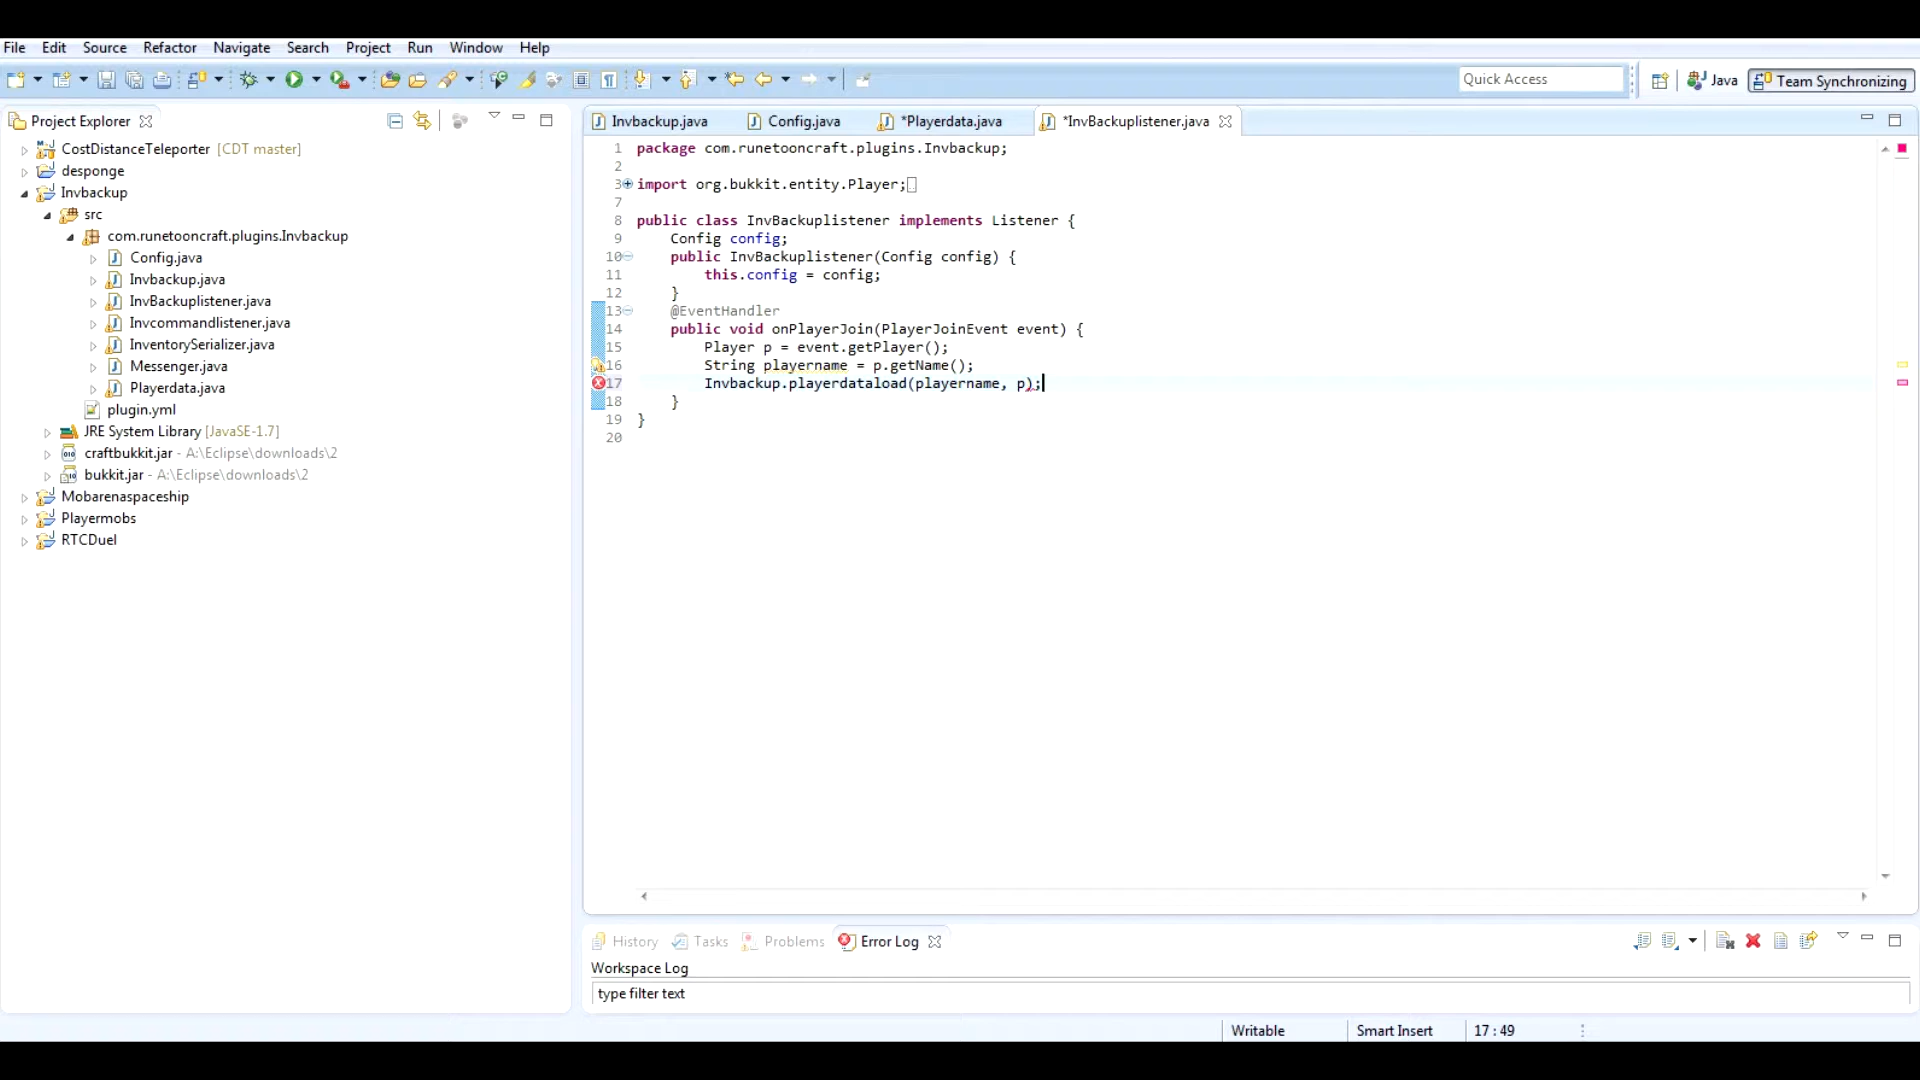 File Edit Source Refactor Navigate Search Project Run Window Help
Quick Access
Java
Team Synchronizing
Project Explorer
CostDistanceTeleporter [CDT master]
desponge
Invbackup
src
com.runetooncraft.plugins.Invbackup
Config.java
Invbackup.java
InvBackuplistener.java
Invcommandlistener.java
InventorySerializer.java
Messenger.java
Playerdata.java
plugin.yml
JRE System Library [JavaSE-1.7]
craftbukkit.jar - A:\Eclipse\downloads\2
bukkit.jar - A:\Eclipse\downloads\2
Mobarenaspaceship
Playermobs
RTCDuel
Invbackup.java Config.java *Playerdata.java *InvBackuplistener.java
1 package com.runetooncraft.plugins.Invbackup;
2
3 import org.bukkit.entity.Player;
7
8 public class InvBackuplistener implements Listener {
9 Config config;
10 public InvBackuplistener(Config config) {
11 this.config = config;
12 }
13 @EventHandler
14 public void onPlayerJoin(PlayerJoinEvent event) {
15 Player p = event.getPlayer();
16 String playername = p.getName();
17 Invbackup.playerdataload(playername, p);
18 }
19 }
20
History Tasks Problems Error Log
Workspace Log
type filter text
Writable Smart Insert 17 : 49